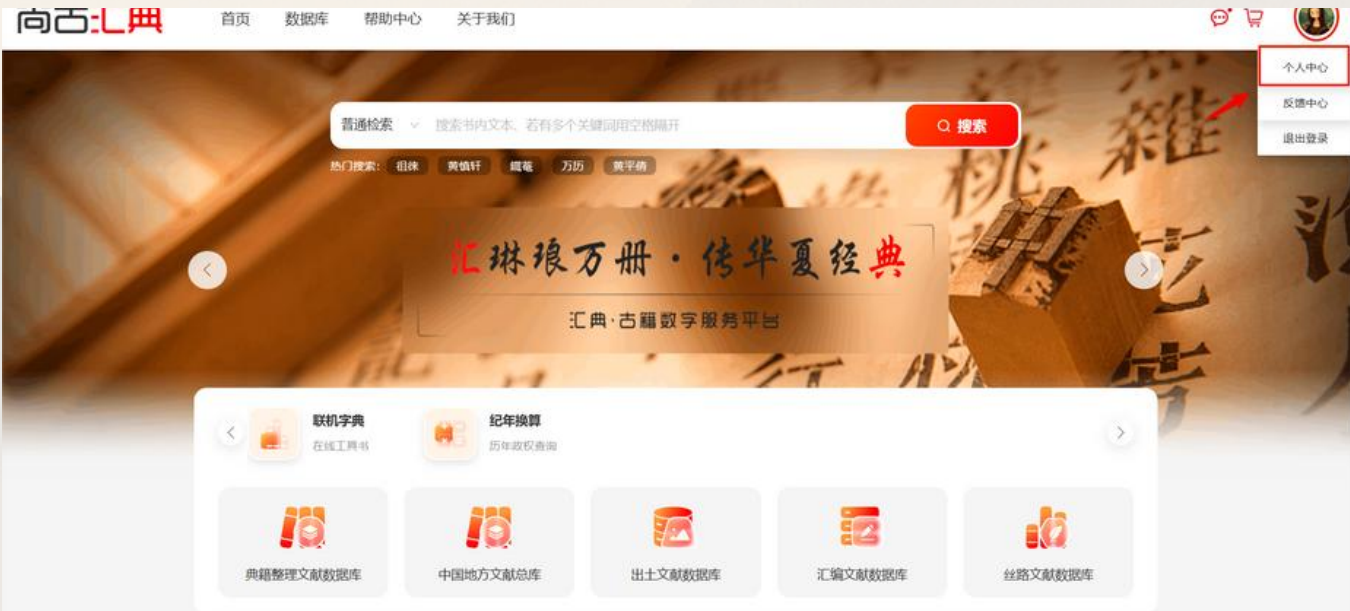 尚古汇典
首页 数据库 帮助中心 关于我们
个人中心
反馈中心
退出登录
普通检索 搜索书内文本、若有多个关键词用空格隔开 搜索
热门搜索: 徂徕 黄慎轩 万历 黄平倩
汇琳琅万册·传华夏经典
汇典·古籍数字服务平台
联机字典
在线工具书
纪年换算
历年政权查询
典籍整理文献数据库 中国地方文献总库 出土文献数据库 汇编文献数据库 丝路文献数据库